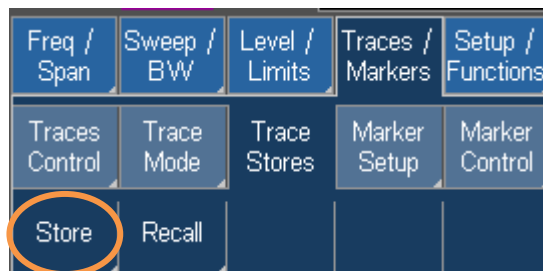 Freq / Sweep / Level / Traces / Setup /
Span BW Limits Markers Functions
Traces Trace Trace Marker Marker
Control Mode Stores Setup Control
Store Recall